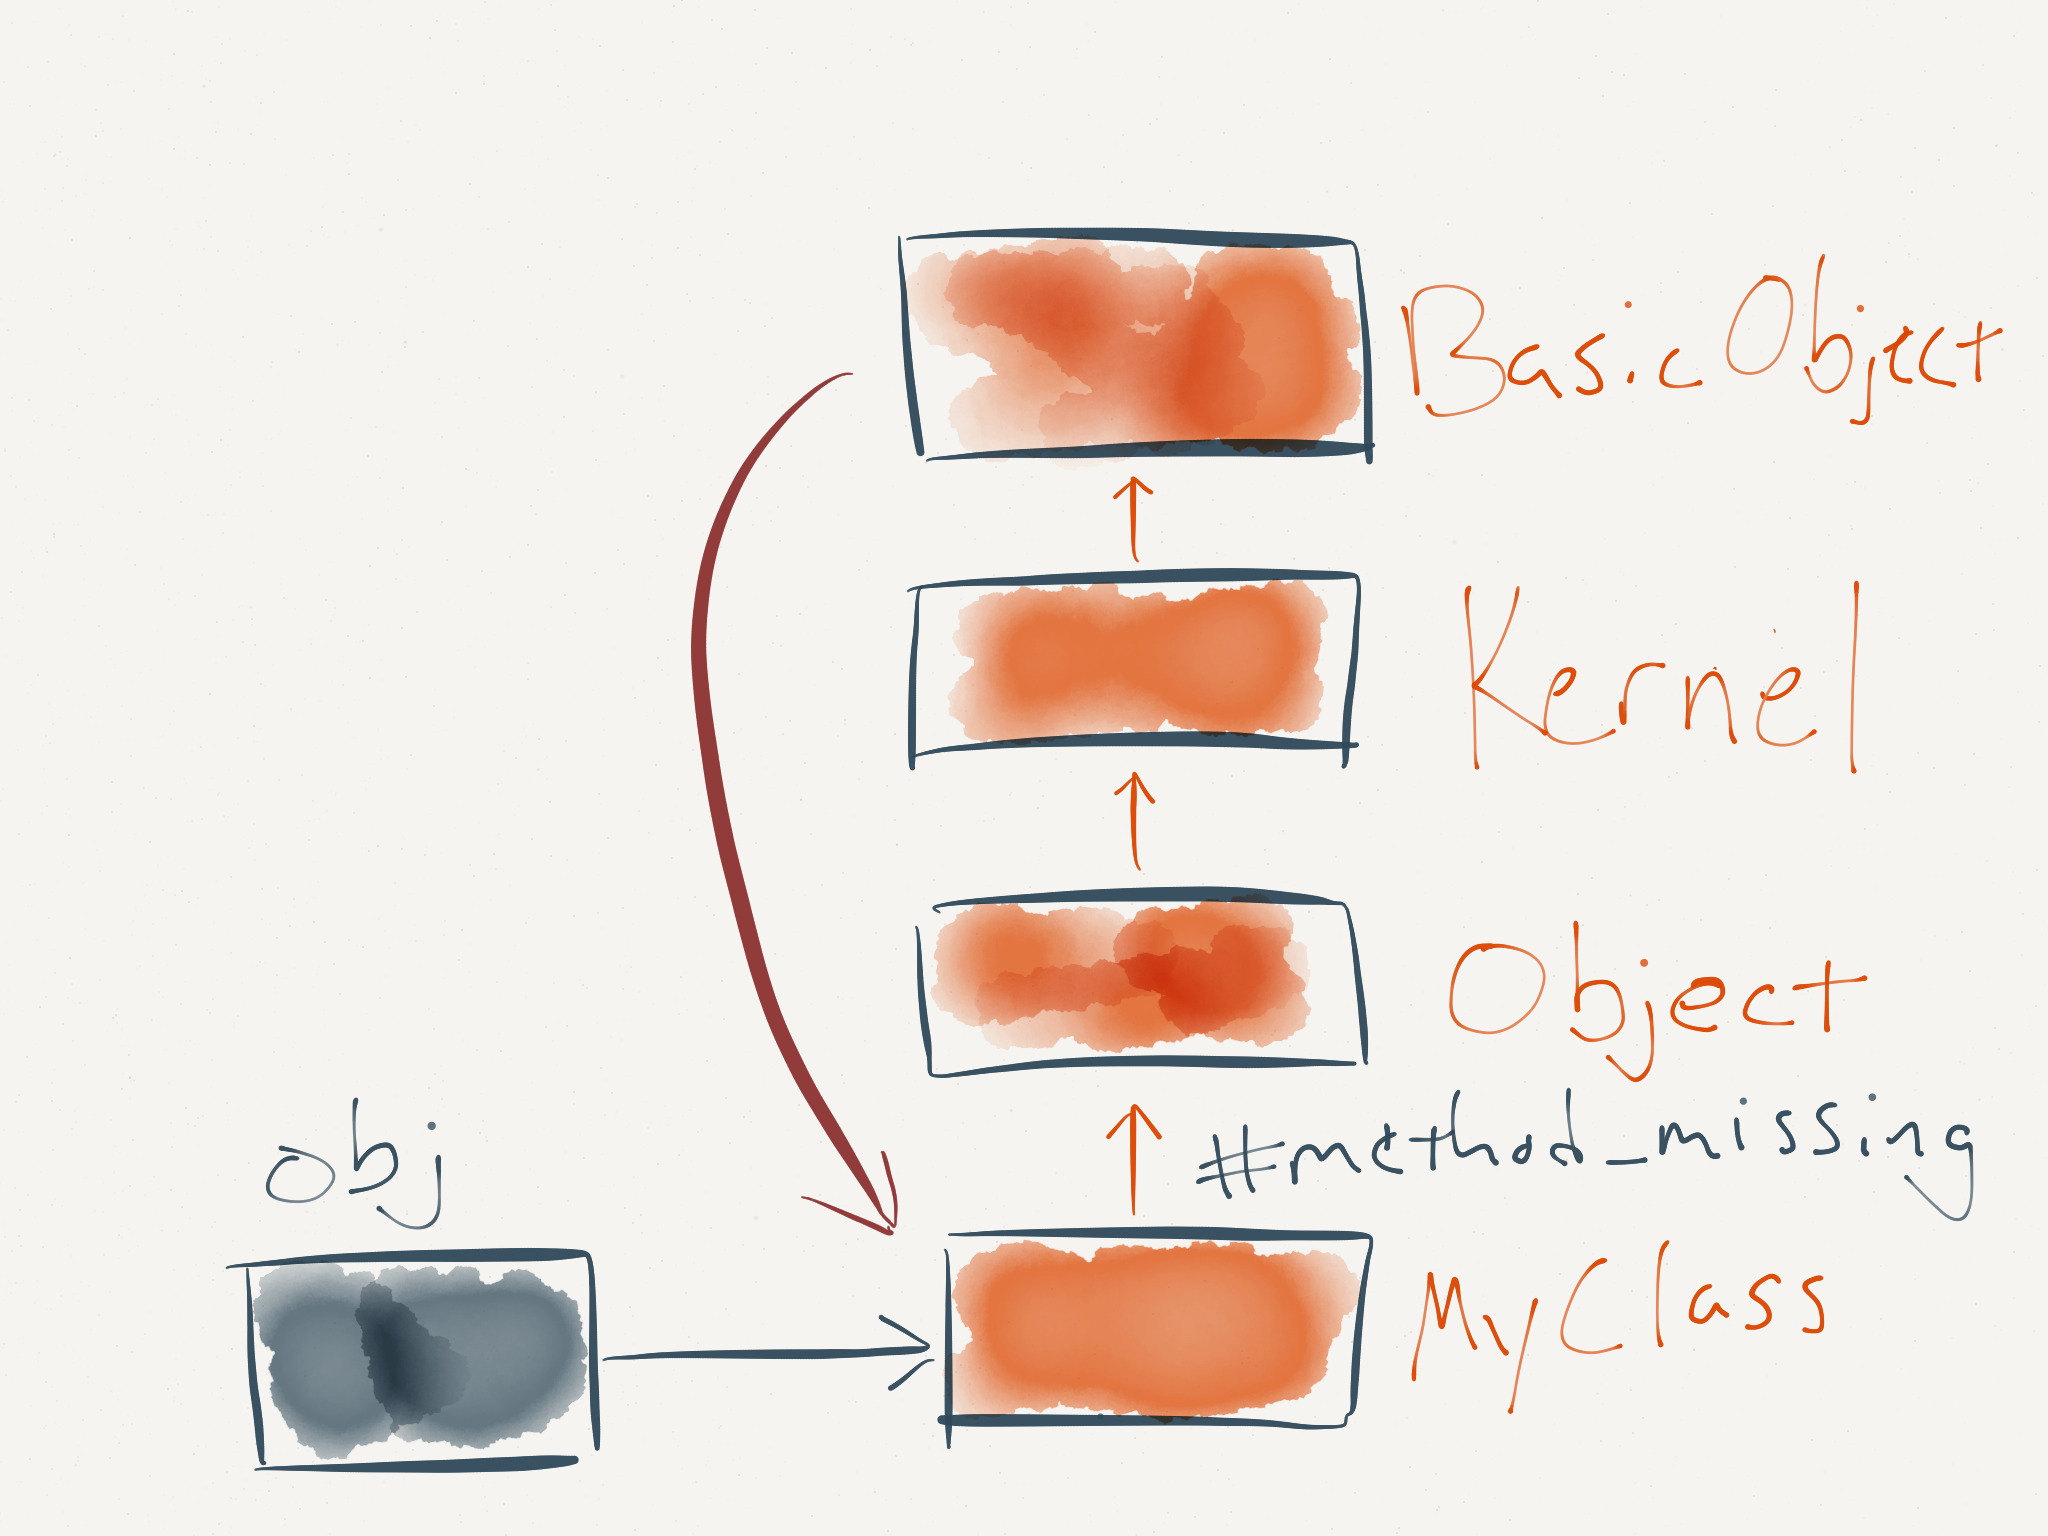 BasicObject
Kernel
Object
#method_missing
obj
MyClass